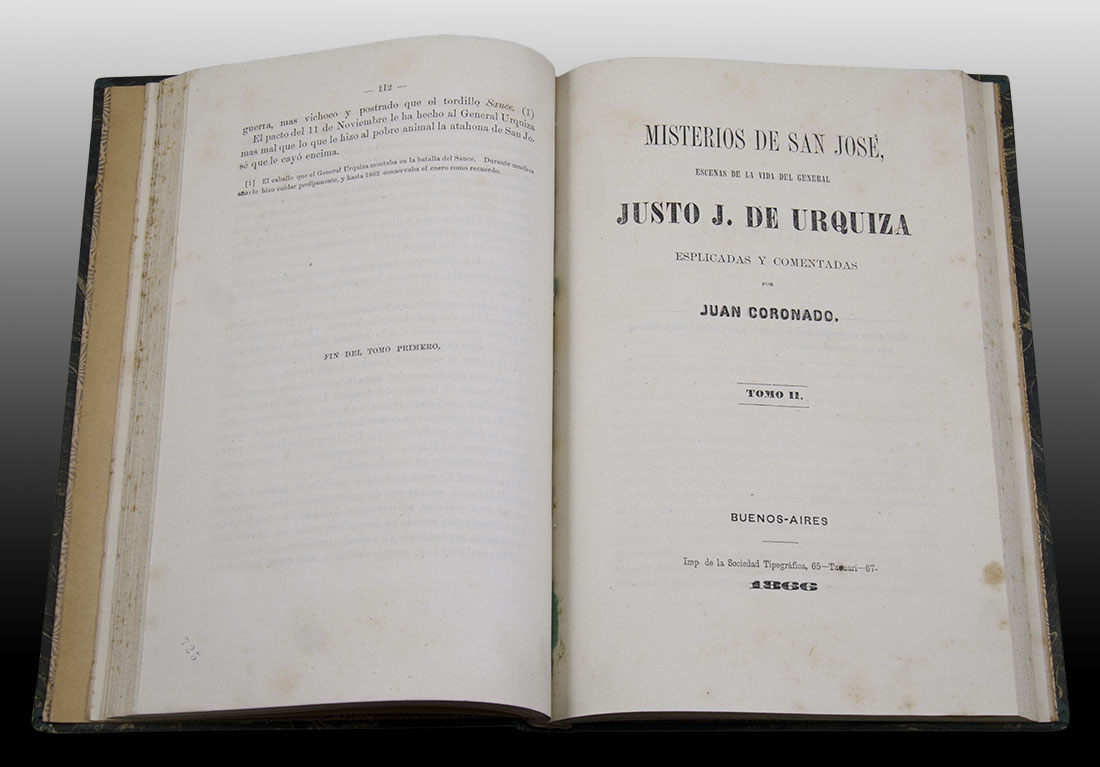 — 112 —
guerra, mas vichoco y postrado que el tordillo Sauce. (1)
El pacto del 11 de Noviembre le ha hecho al General Urquiza
mas mal que lo que le hizo al pobre animal la atahona de San Jo-
sé que le cayó encima.
[1] El caballo que el General Urquiza montaba en la batalla del Sauce. Durante muchos
años lo hizo cuidar prolijamente, y hasta 1862 conservaba el cuero como recuerdo.
FIN DEL TOMO PRIMERO.
725
MISTERIOS DE SAN JOSÉ,
ESCENAS DE LA VIDA DEL GENERAL
JUSTO J. DE URQUIZA
ESPLICADAS Y COMENTADAS
POR
JUAN CORONADO.
TOMO II.
BUENOS-AIRES
Imp. de la Sociedad Tipográfica, 65—Tacuari—67.
1866